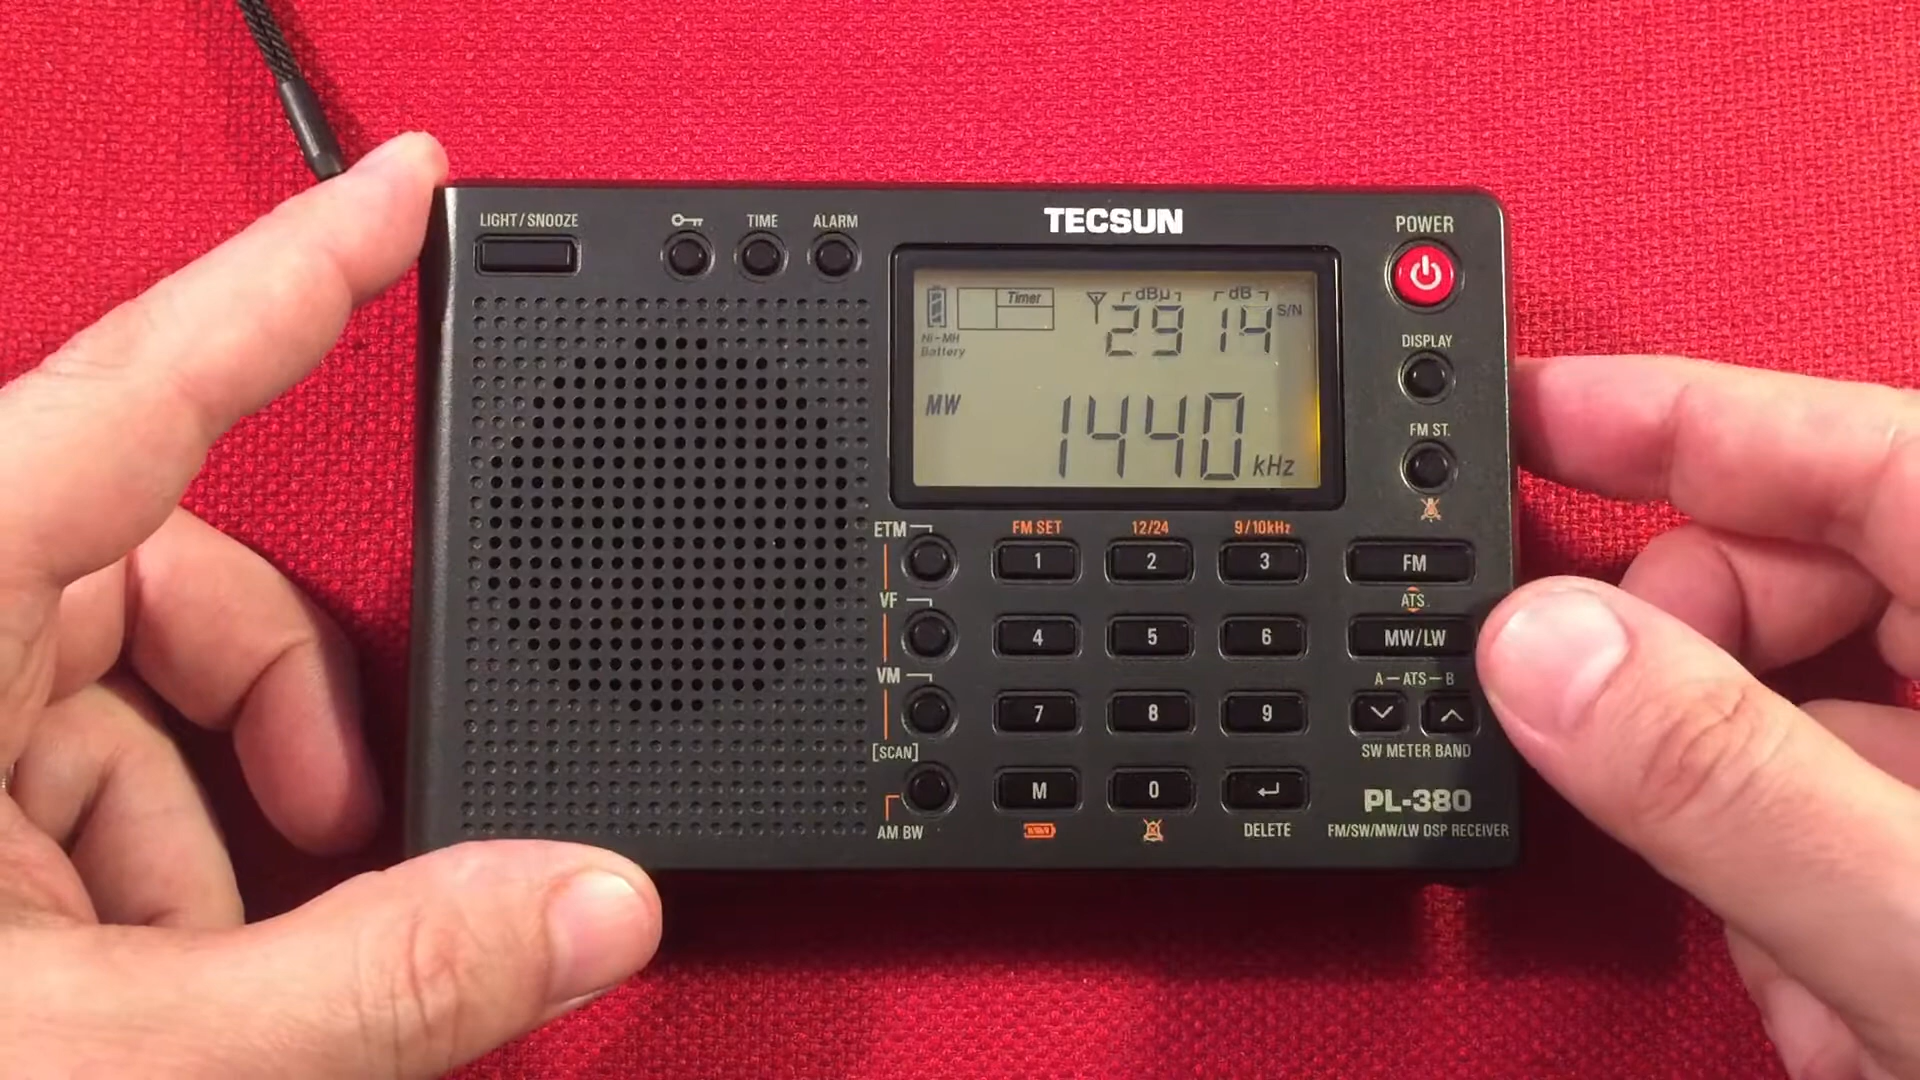 TECSUN
POWER
LIGHT/SNOOZE
TIME
ALARM
Timer
dBµ
dB
S/N
29 14
Ni-MH
Battery
MW
1440 kHz
DISPLAY
FM ST.
ETM
FM SET
12/24
9/10kHz
1
2
3
FM
VF
ATS
4
5
6
MW/LW
VM
A-ATS-B
7
8
9
[SCAN]
SW METER BAND
M
0
PL-380
AM BW
DELETE
FM/SW/MW/LW DSP RECEIVER